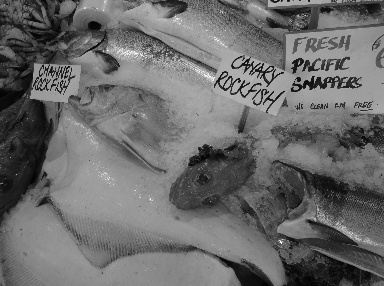 CHANNEL
ROCKFISH
CANARY
ROCKFISH
FRESH
PACIFIC
SNAPPERS
WE CLEAN EM FREE